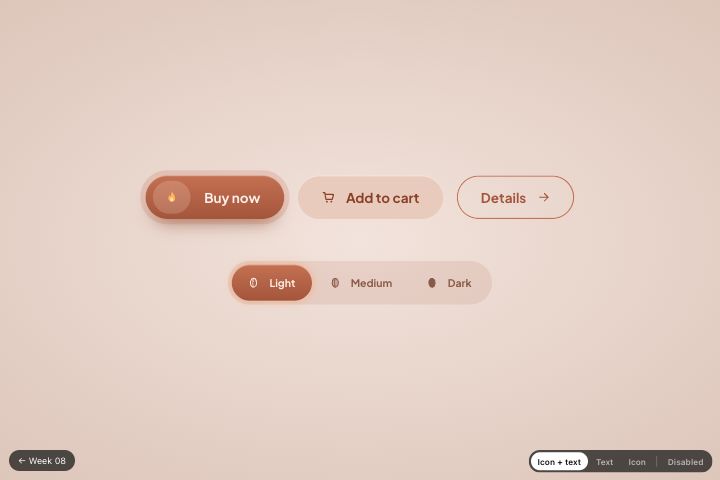 Buy now
Add to cart
Details →
Light
Medium
Dark
← Week 08
Icon + text
Text
Icon
Disabled